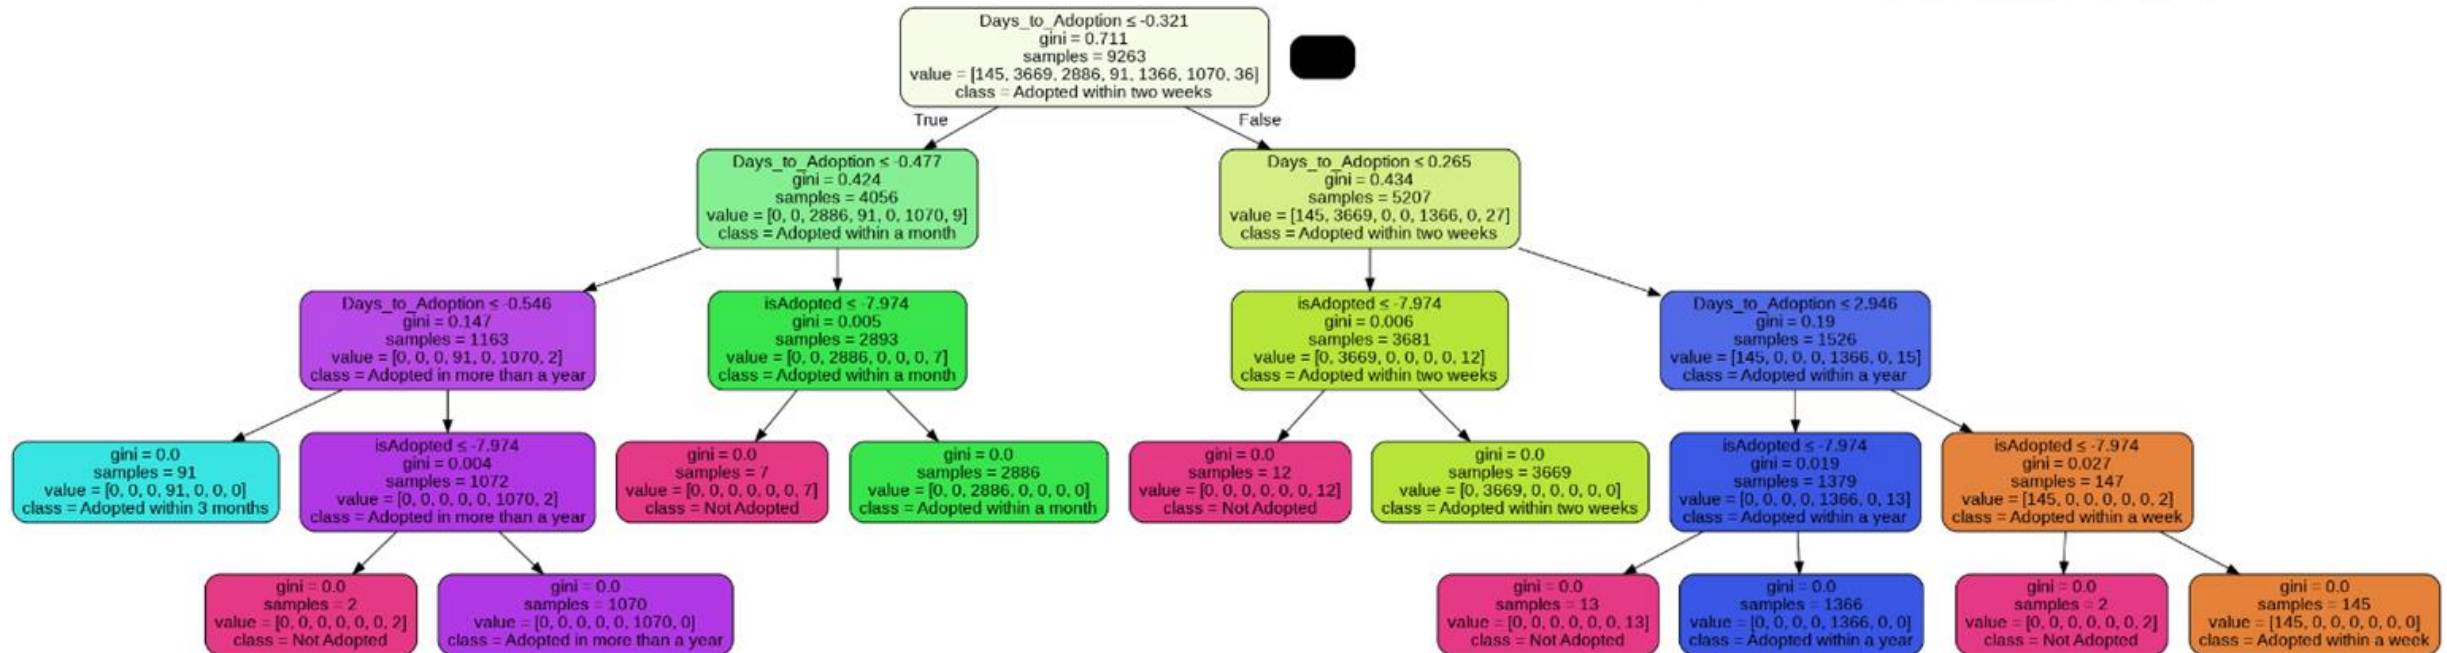 Days_to_Adoption ≤ -0.321
gini = 0.711
samples = 9263
value = [145, 3669, 2886, 91, 1366, 1070, 36]
class = Adopted within two weeks
True
False
Days_to_Adoption ≤ -0.477
gini = 0.424
samples = 4056
value = [0, 0, 2886, 91, 0, 1070, 9]
class = Adopted within a month
Days_to_Adoption ≤ 0.265
gini = 0.434
samples = 5207
value = [145, 3669, 0, 0, 1366, 0, 27]
class = Adopted within two weeks
Days_to_Adoption ≤ -0.546
gini = 0.147
samples = 1163
value = [0, 0, 0, 91, 0, 1070, 2]
class = Adopted in more than a year
isAdopted ≤ -7.974
gini = 0.005
samples = 2893
value = [0, 0, 2886, 0, 0, 0, 7]
class = Adopted within a month
isAdopted ≤ -7.974
gini = 0.006
samples = 3681
value = [0, 3669, 0, 0, 0, 0, 12]
class = Adopted within two weeks
Days_to_Adoption ≤ 2.946
gini = 0.19
samples = 1526
value = [145, 0, 0, 0, 1366, 0, 15]
class = Adopted within a year
gini = 0.0
samples = 91
value = [0, 0, 0, 91, 0, 0, 0]
class = Adopted within 3 months
isAdopted ≤ -7.974
gini = 0.004
samples = 1072
value = [0, 0, 0, 0, 0, 1070, 2]
class = Adopted in more than a year
gini = 0.0
samples = 7
value = [0, 0, 0, 0, 0, 0, 7]
class = Not Adopted
gini = 0.0
samples = 2886
value = [0, 0, 2886, 0, 0, 0, 0]
class = Adopted within a month
gini = 0.0
samples = 12
value = [0, 0, 0, 0, 0, 0, 12]
class = Not Adopted
gini = 0.0
samples = 3669
value = [0, 3669, 0, 0, 0, 0, 0]
class = Adopted within two weeks
isAdopted ≤ -7.974
gini = 0.019
samples = 1379
value = [0, 0, 0, 0, 1366, 0, 13]
class = Adopted within a year
isAdopted ≤ -7.974
gini = 0.027
samples = 147
value = [145, 0, 0, 0, 0, 0, 2]
class = Adopted within a week
gini = 0.0
samples = 2
value = [0, 0, 0, 0, 0, 0, 2]
class = Not Adopted
gini = 0.0
samples = 1070
value = [0, 0, 0, 0, 0, 1070, 0]
class = Adopted in more than a year
gini = 0.0
samples = 13
value = [0, 0, 0, 0, 0, 0, 13]
class = Not Adopted
gini = 0.0
samples = 1366
value = [0, 0, 0, 0, 1366, 0, 0]
class = Adopted within a year
gini = 0.0
samples = 2
value = [0, 0, 0, 0, 0, 0, 2]
class = Not Adopted
gini = 0.0
samples = 145
value = [145, 0, 0, 0, 0, 0, 0]
class = Adopted within a week